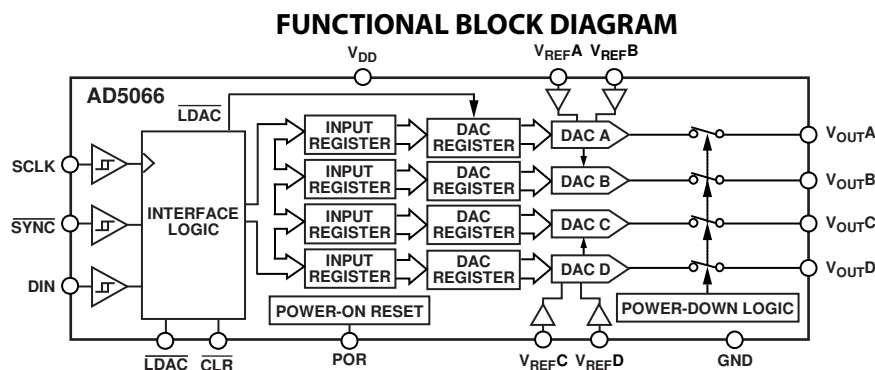 FUNCTIONAL BLOCK DIAGRAM
VDD
VREFA
VREFB
AD5066
LDAC
INPUT
REGISTER
DAC
REGISTER
DAC A
VOUTA
SCLK
INPUT
REGISTER
DAC
REGISTER
DAC B
VOUTB
SYNC
INTERFACE
LOGIC
INPUT
REGISTER
DAC
REGISTER
DAC C
VOUTC
DIN
INPUT
REGISTER
DAC
REGISTER
DAC D
VOUTD
POWER-ON RESET
POWER-DOWN LOGIC
LDAC
CLR
POR
VREFC
VREFD
GND